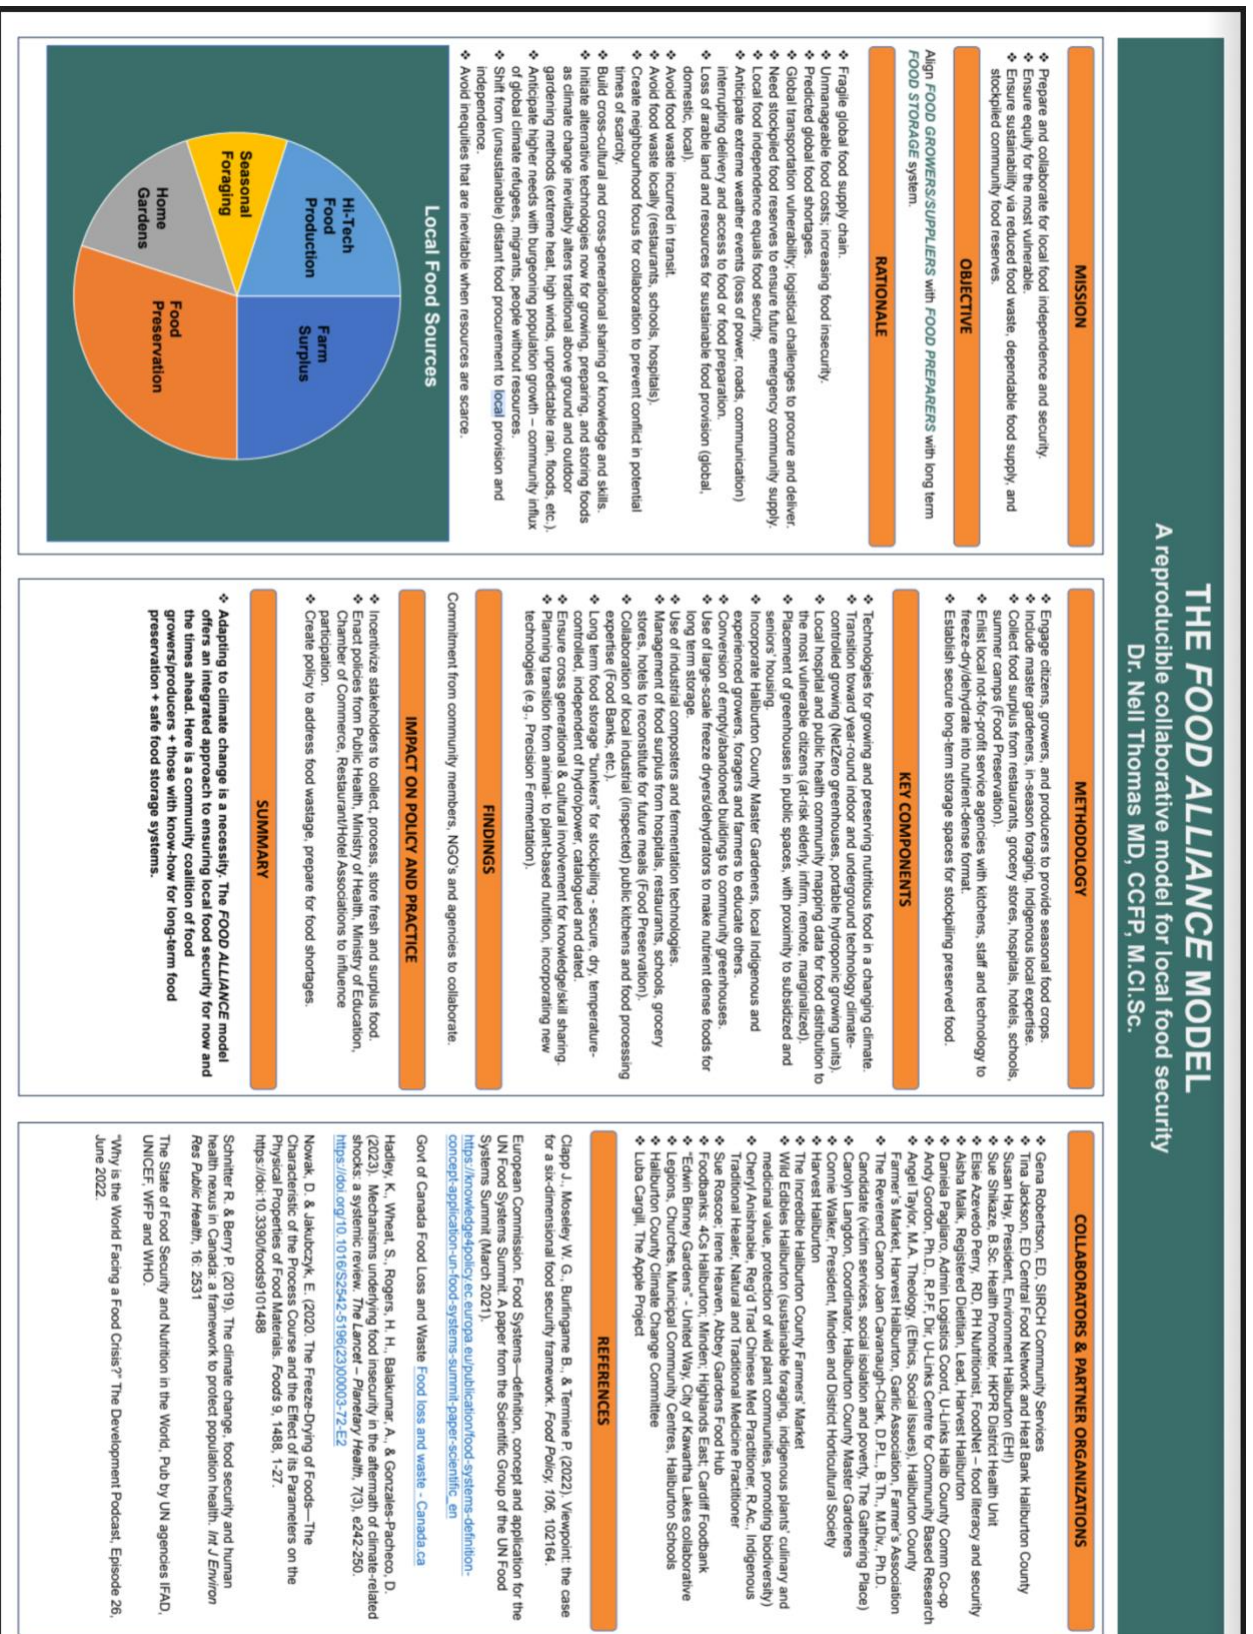 THE FOOD ALLIANCE MODEL
A reproducible collaborative model for local food security
Dr. Nell Thomas MD, CCFP, M.Cl.Sc.
MISSION
❖ Prepare and collaborate for local food independence and security.
❖ Ensure equity for the most vulnerable.
❖ Ensure sustainability via reduced food waste, dependable food supply, and
stockpiled community food reserves.
OBJECTIVE
Align FOOD GROWERS/SUPPLIERS with FOOD PREPARERS with long term
FOOD STORAGE system.
RATIONALE
❖ Fragile global food supply chain.
❖ Unmanageable food costs; increasing food insecurity.
❖ Predicted global food shortages.
❖ Global transportation vulnerability; logistical challenges to procure and deliver.
❖ Need stockpiled food reserves to ensure future emergency community supply.
❖ Local food independence equals food security.
❖ Anticipate extreme weather events (loss of power, roads, communication)
interrupting delivery and access to food or food preparation.
❖ Loss of arable land and resources for sustainable food provision (global,
domestic, local).
❖ Avoid food waste incurred in transit.
❖ Avoid food waste locally (restaurants, schools, hospitals).
❖ Create neighbourhood focus for collaboration to prevent conflict in potential
times of scarcity.
❖ Build cross-cultural and cross-generational sharing of knowledge and skills.
❖ Initiate alternative technologies now for growing, preparing, and storing foods
as climate change inevitably alters traditional above ground and outdoor
gardening methods (extreme heat, high winds, unpredictable rain, floods, etc.).
❖ Anticipate higher needs with burgeoning population growth – community influx
of global climate refugees, migrants, people without resources.
❖ Shift from (unsustainable) distant food procurement to local provision and
independence.
❖ Avoid inequities that are inevitable when resources are scarce.
Local Food Sources
Hi-Tech
Food
Production
Farm
Surplus
Seasonal
Foraging
Home
Gardens
Food
Preservation
METHODOLOGY
❖ Engage citizens, growers, and producers to provide seasonal food crops.
❖ Include master gardeners, in-season foraging, Indigenous local expertise.
❖ Collect food surplus from restaurants, grocery stores, hospitals, hotels, schools,
summer camps (Food Preservation).
❖ Enlist local not-for-profit service agencies with kitchens, staff and technology to
freeze-dry/dehydrate into nutrient-dense format.
❖ Establish secure long-term storage spaces for stockpiling preserved food.
KEY COMPONENTS
❖ Technologies for growing and preserving nutritious food in a changing climate.
❖ Transition toward year-round indoor and underground technology climate-
controlled growing (NetZero greenhouses, portable hydroponic growing units).
❖ Local hospital and public health community mapping data for food distribution to
the most vulnerable citizens (at-risk elderly, infirm, remote, marginalized).
❖ Placement of greenhouses in public spaces, with proximity to subsidized and
seniors' housing.
❖ Incorporate Haliburton County Master Gardeners, local Indigenous and
experienced growers, foragers and farmers to educate others.
❖ Conversion of empty/abandoned buildings to community greenhouses.
❖ Use of large-scale freeze dryers/dehydrators to make nutrient dense foods for
long term storage.
❖ Use of industrial composters and fermentation technologies.
❖ Management of food surplus from hospitals, restaurants, schools, grocery
stores, hotels to reconstitute for future meals (Food Preservation).
❖ Collaboration of local industrial (inspected) public kitchens and food processing
expertise (Food Banks, etc.).
❖ Long term food storage "bunkers" for stockpiling - secure, dry, temperature-
controlled, independent of hydro/power, catalogued and dated.
❖ Ensure cross generational & cultural involvement for knowledge/skill sharing.
❖ Planning transition from animal- to plant-based nutrition, incorporating new
technologies (e.g., Precision Fermentation).
FINDINGS
Commitment from community members, NGO's and agencies to collaborate.
IMPACT ON POLICY AND PRACTICE
❖ Incentivize stakeholders to collect, process, store fresh and surplus food.
❖ Enact policies from Public Health, Ministry of Health, Ministry of Education,
Chamber of Commerce, Restaurant/Hotel Associations to influence
participation.
❖ Create policy to address food wastage, prepare for food shortages.
SUMMARY
❖ Adapting to climate change is a necessity. The FOOD ALLIANCE model
offers an integrated approach to ensuring local food security for now and
the times ahead. Here is a community coalition of food
growers/producers + those with know-how for long-term food
preservation + safe food storage systems.
COLLABORATORS & PARTNER ORGANIZATIONS
❖ Gena Robertson, ED, SIRCH Community Services
❖ Tina Jackson, ED Central Food Network and Heat Bank Haliburton County
❖ Susan Hay, President, Environment Haliburton (EH!)
❖ Sue Shikaze, B.Sc. Health Promoter, HKPR District Health Unit
❖ Elsie Azevedo Perry, RD, PH Nutritionist, FoodNet – food literacy and security
❖ Aisha Malik, Registered Dietitian, Lead, Harvest Haliburton
❖ Daniela Pagliaro, Admin Logistics Coord, U-Links Halib County Comm Co-op
❖ Andy Gordon, Ph.D., R.P.F, Dir, U-Links Centre for Community Based Research
❖ Angel Taylor, M.A. Theology, (Ethics, Social Issues), Haliburton County
Farmer's Market, Harvest Haliburton, Garlic Association, Farmer's Association
❖ The Reverend Canon Joan Cavanaugh-Clark, D.P.L., B.Th., M.Div., Ph.D.
Candidate (victim services, social isolation and poverty, The Gathering Place)
❖ Carolyn Langdon, Coordinator, Haliburton County Master Gardeners
❖ Connie Walker, President, Minden and District Horticultural Society
❖ Harvest Haliburton
❖ The Incredible Haliburton County Farmers' Market
❖ Wild Edibles Haliburton (sustainable foraging, indigenous plants' culinary and
medicinal value, protection of wild plant communities, promoting biodiversity)
❖ Cheryl Anishnabie, Reg'd Trad Chinese Med Practitioner, R.Ac., Indigenous
Traditional Healer, Natural and Traditional Medicine Practitioner
❖ Sue Roscoe; Irene Heaven, Abbey Gardens Food Hub
❖ Foodbanks: 4Cs Haliburton; Minden; Highlands East; Cardiff Foodbank
❖ "Edwin Binney Gardens" - United Way, City of Kawartha Lakes collaborative
❖ Legions, Churches, Municipal Community Centres, Haliburton Schools
❖ Haliburton County Climate Change Committee
❖ Luba Cargill, The Apple Project
REFERENCES
Clapp J., Moseley W. G., Burlingame B., & Termine P. (2022). Viewpoint: the case
for a six-dimensional food security framework. Food Policy, 106, 102164.
European Commission. Food Systems—definition, concept and application for the
UN Food Systems Summit. A paper from the Scientific Group of the UN Food
Systems Summit (March 2021).
https://knowledge4policy.ec.europa.eu/publication/food-systems-definition-
concept-application-un-food-systems-summit-paper-scientific_en
Govt of Canada Food Loss and Waste Food loss and waste - Canada.ca
Hadley, K., Wheat, S., Rogers, H. H., Balakumar, A., & Gonzales-Pacheco, D.
(2023). Mechanisms underlying food insecurity in the aftermath of climate-related
shocks: a systemic review. The Lancet – Planetary Health, 7(3), e242-250.
https://doi.org/10.1016/S2542-5196(23)00003-72-E2
Nowak, D. & Jakubczyk, E. (2020. The Freeze-Drying of Foods—The
Characteristic of the Process Course and the Effect of its Parameters on the
Physical Properties of Food Materials. Foods 9, 1488, 1-27.
https://doi:10.3390/foods9101488
Schnitter R. & Berry P. (2019). The climate change, food security and human
health nexus in Canada: a framework to protect population health. Int J Environ
Res Public Health, 16: 2531
The State of Food Security and Nutrition in the World, Pub by UN agencies IFAD,
UNICEF, WFP and WHO.
"Why is the World Facing a Food Crisis?" The Development Podcast, Episode 26,
June 2022.